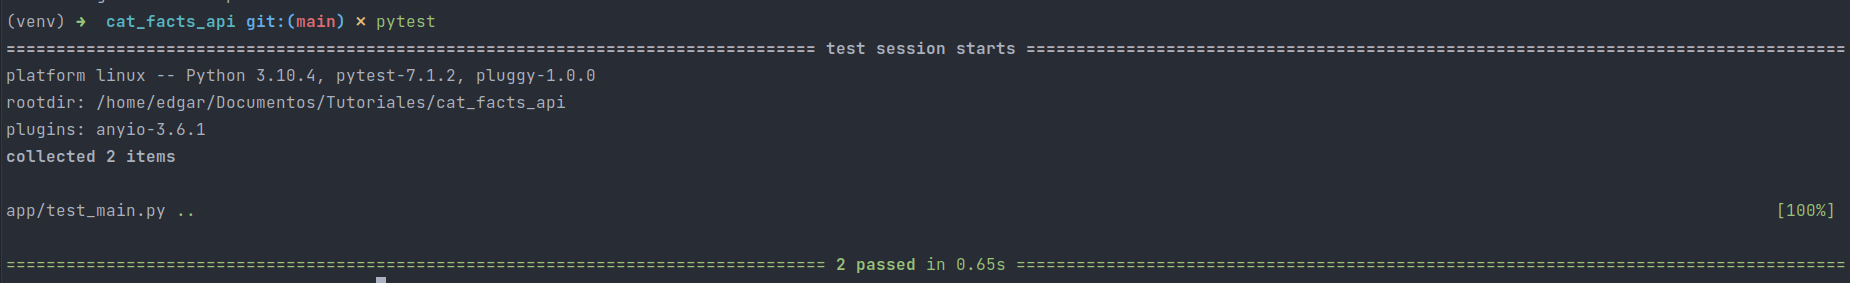 (venv) ➜  cat_facts_api git:(main) ✗ pytest
================================================================================= test session starts ==================================================================================
platform linux -- Python 3.10.4, pytest-7.1.2, pluggy-1.0.0
rootdir: /home/edgar/Documentos/Tutoriales/cat_facts_api
plugins: anyio-3.6.1
collected 2 items
app/test_main.py .. [100%]
================================================================================== 2 passed in 0.65s ===================================================================================